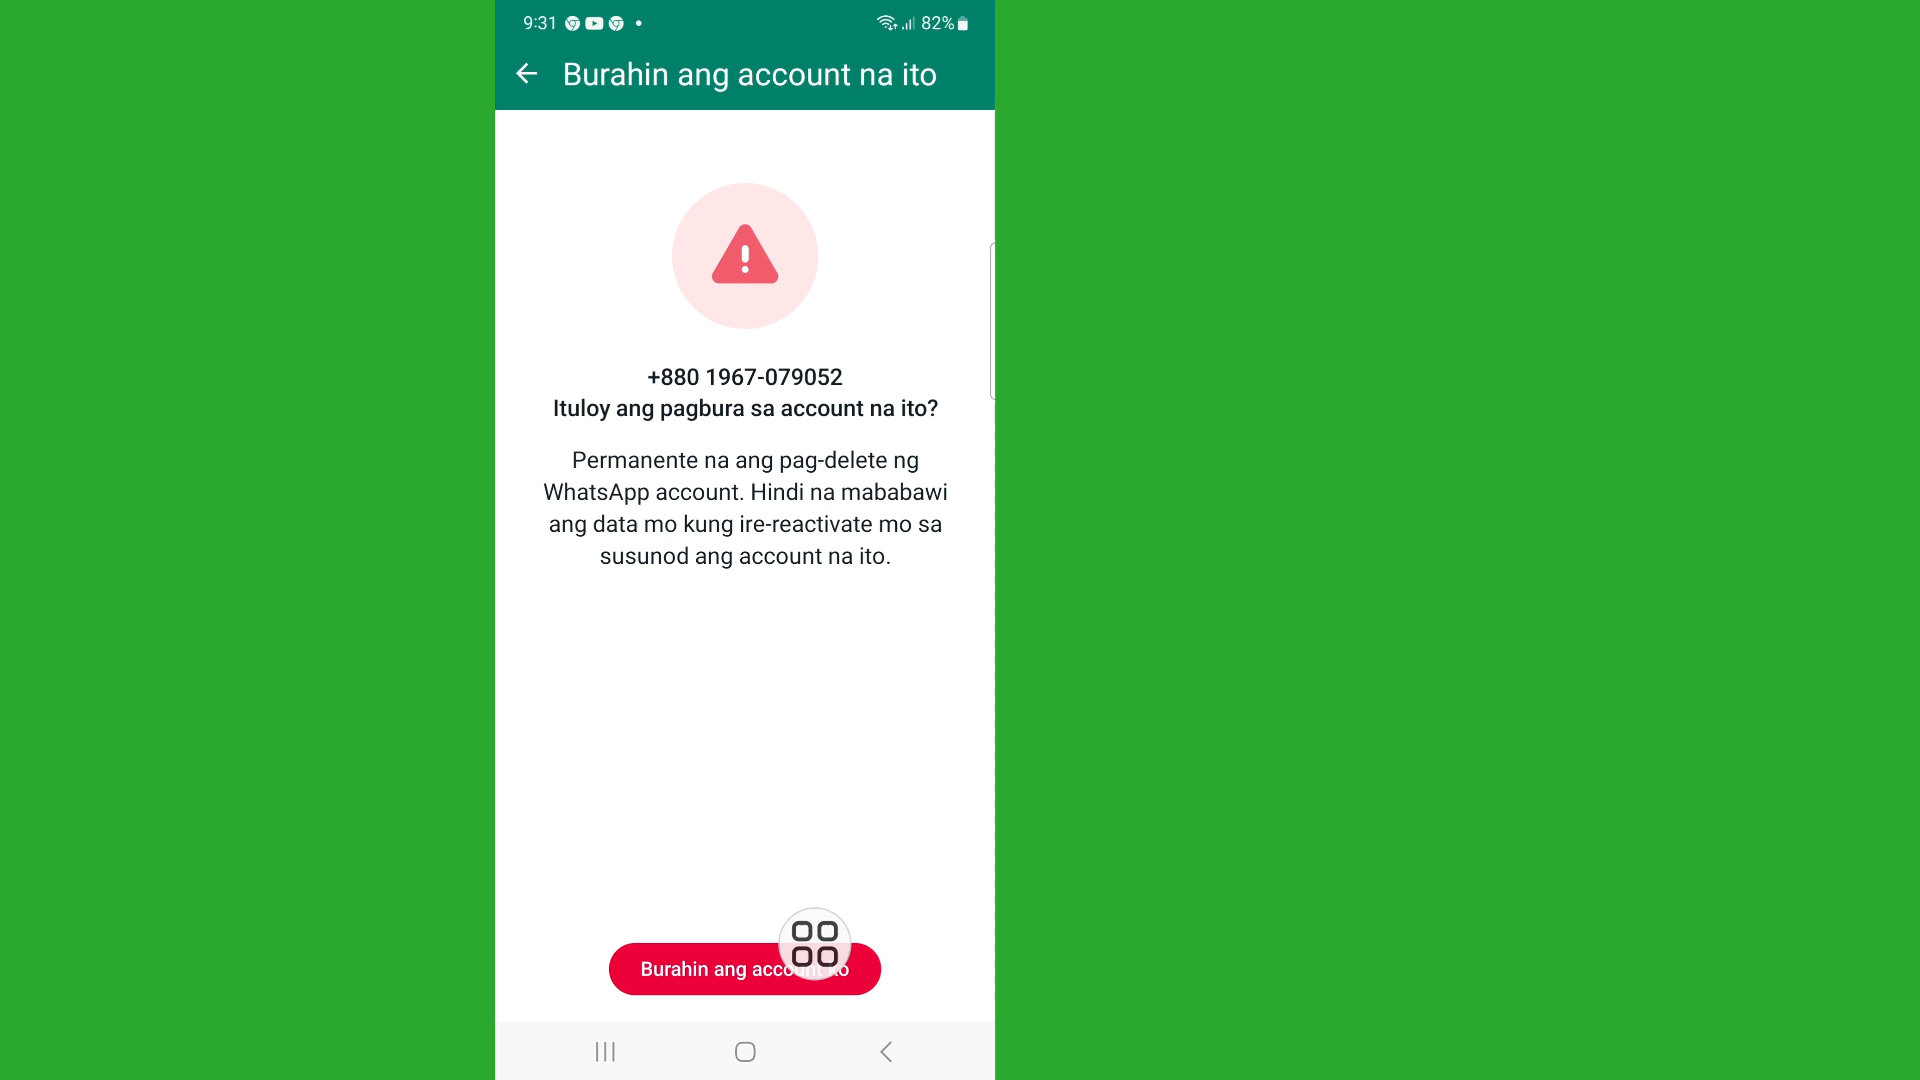 9:31
82%
Burahin ang account na ito
+880 1967-079052
Ituloy ang pagbura sa account na ito?
Permanente na ang pag-delete ng
WhatsApp account. Hindi na mababawi
ang data mo kung ire-reactivate mo sa
susunod ang account na ito.
Burahin ang account ko